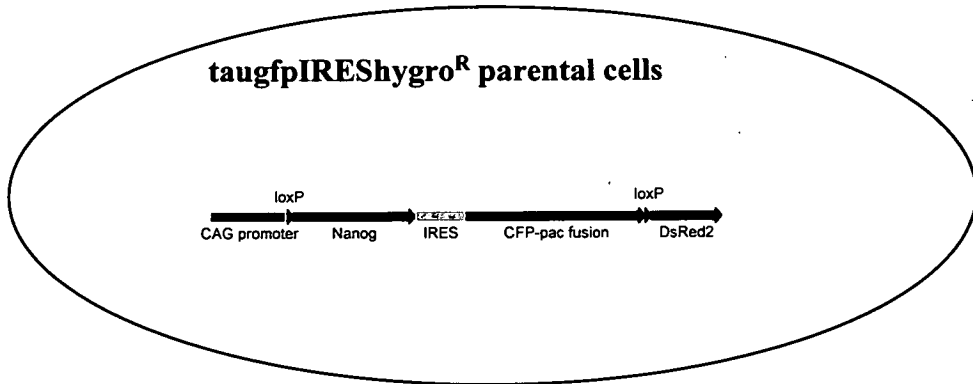 taugfpIREShygroR parental cells
loxP loxP
CAG promoter Nanog IRES CFP-pac fusion DsRed2